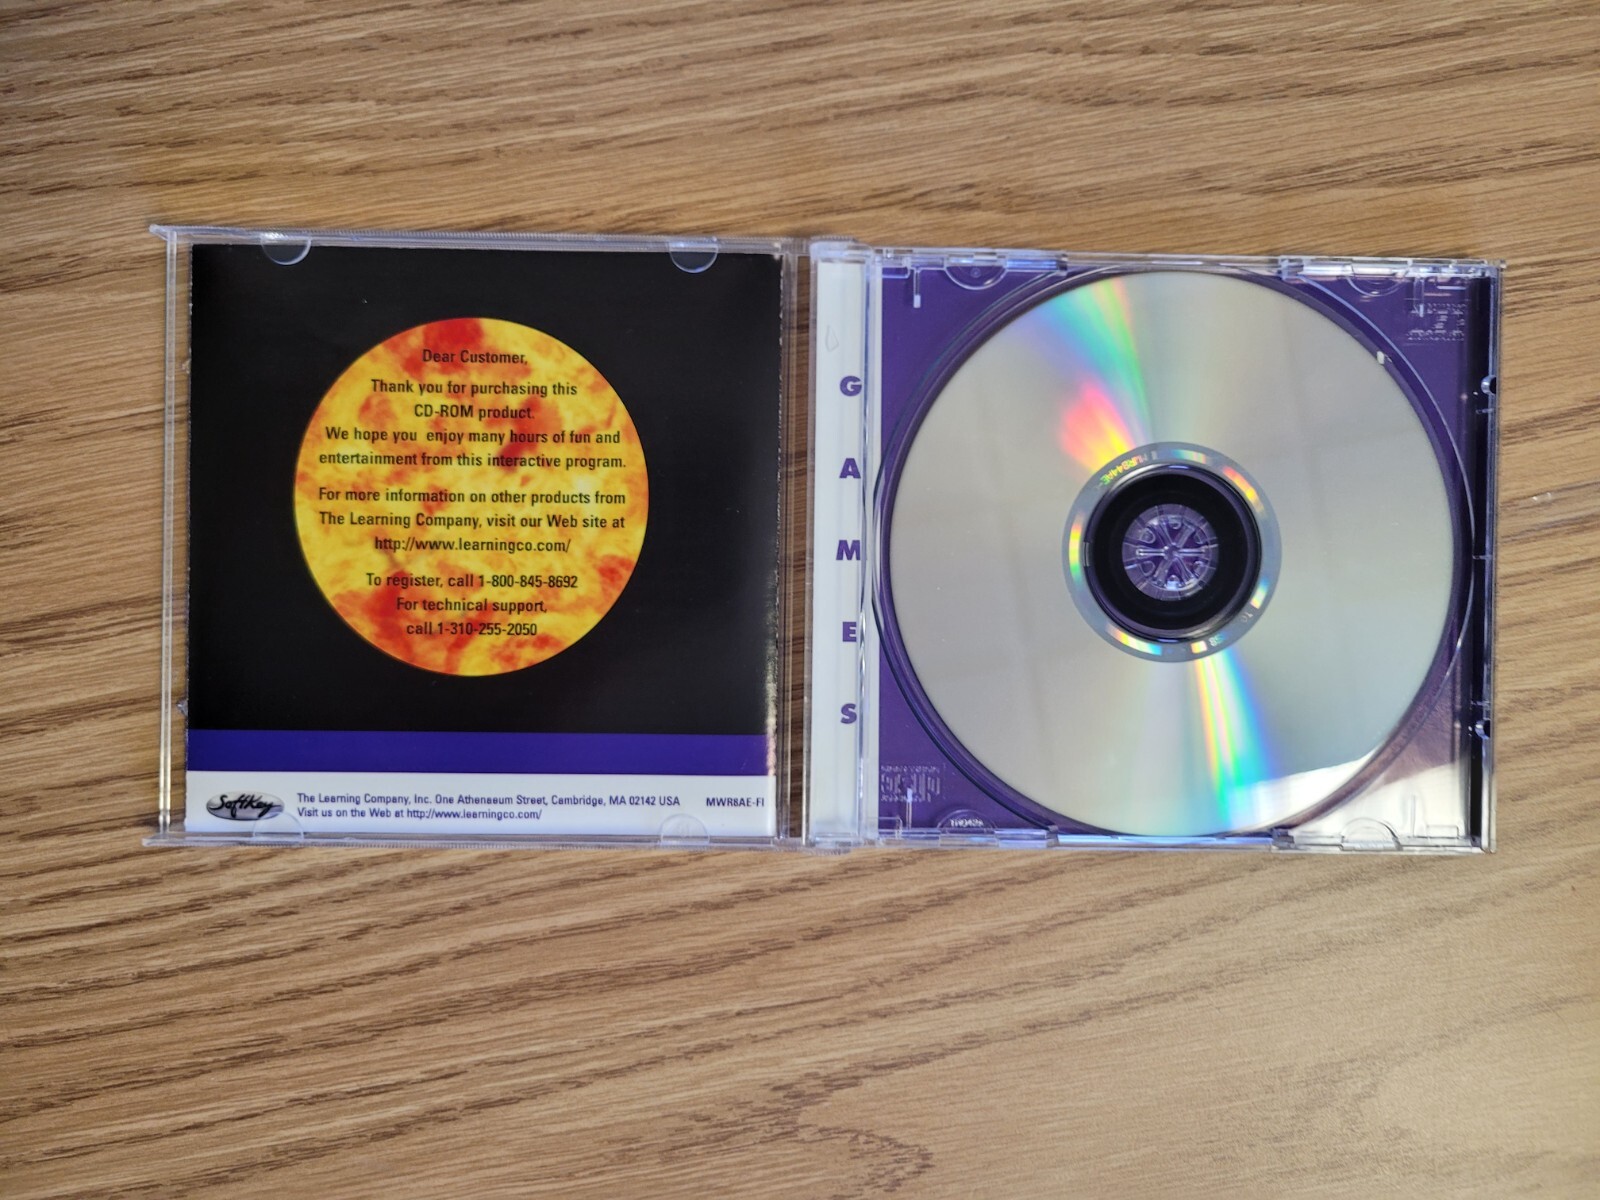 Dear Customer,
Thank you for purchasing this
CD-ROM product.
We hope you enjoy many hours of fun and
entertainment from this interactive program.
For more information on other products from
The Learning Company, visit our Web site at
http://www.learningco.com/
To register, call 1-800-845-8692
For technical support,
call 1-310-255-2050
SoftKey
The Learning Company, Inc. One Athenaeum Street, Cambridge, MA 02142 USA
Visit us on the Web at http://www.learningco.com/
MWR8AE-FI
GAMES